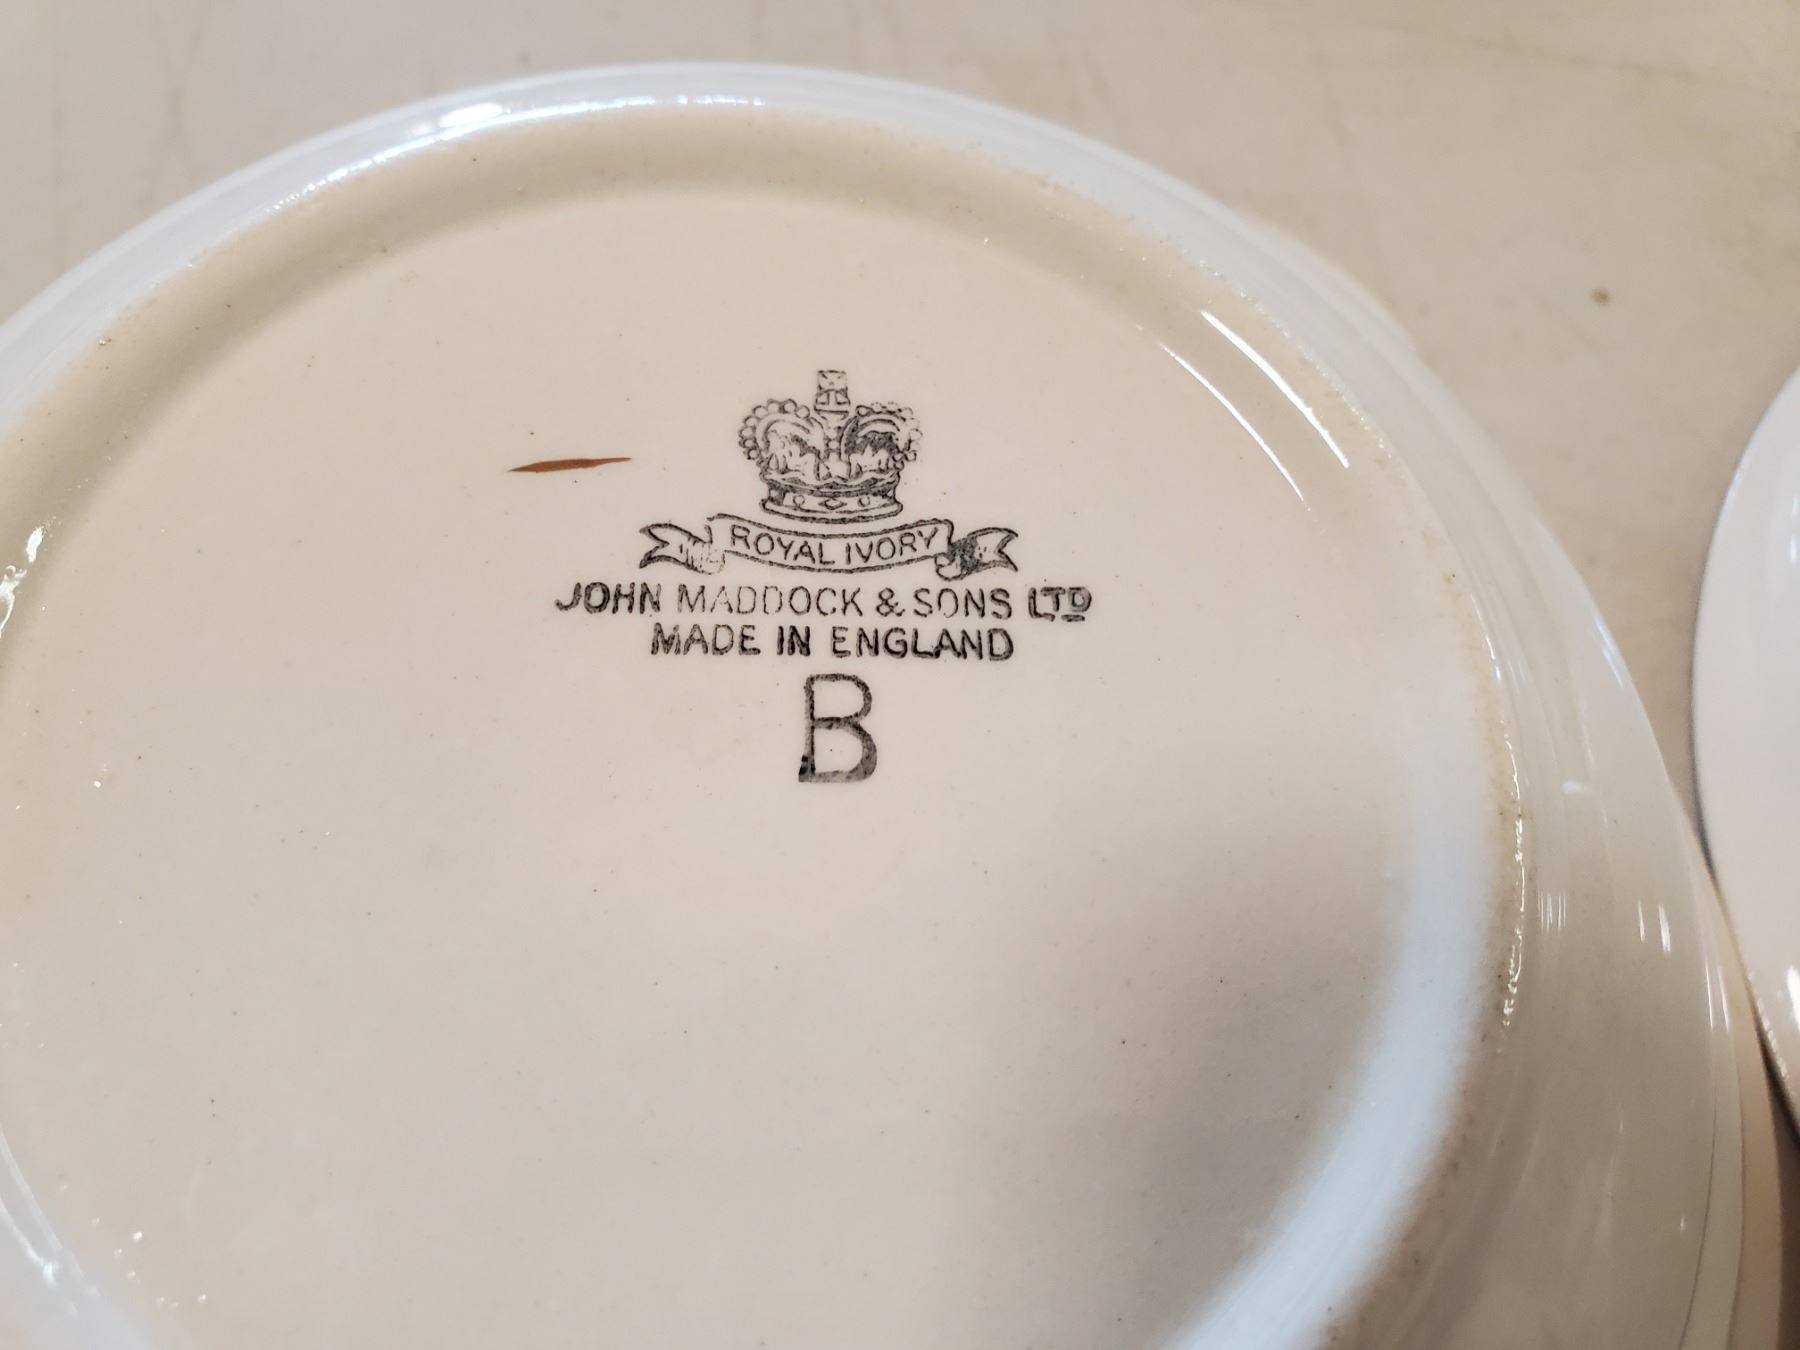 ROYAL IVORY
JOHN MADDOCK & SONS LTD
MADE IN ENGLAND
B